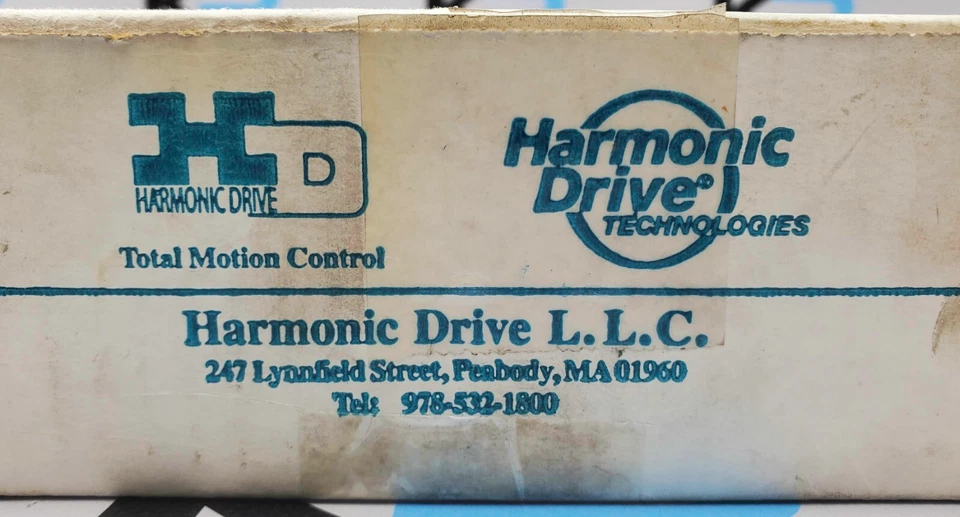 HD
HARMONIC DRIVE
Total Motion Control
Harmonic
Drive®
TECHNOLOGIES
Harmonic Drive L.L.C.
247 Lynnfield Street, Peabody, MA 01960
Tel: 978-532-1800